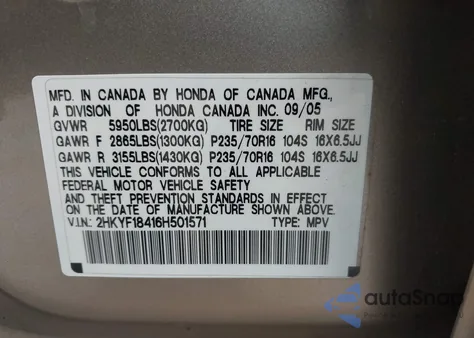 MFD. IN CANADA BY HONDA OF CANADA MFG.,
A DIVISION OF HONDA CANADA INC. 09/05
GVWR 5950LBS(2700KG) TIRE SIZE RIM SIZE
GAWR F 2865LBS(1300KG) P235/70R16 104S 16X6.5JJ
GAWR R 3155LBS(1430KG) P235/70R16 104S 16X6.5JJ
THIS VEHICLE CONFORMS TO ALL APPLICABLE
FEDERAL MOTOR VEHICLE SAFETY
AND THEFT PREVENTION STANDARDS IN EFFECT
ON THE DATE OF MANUFACTURE SHOWN ABOVE.
V.I.N.: 2HKYF18416H501571 TYPE: MPV
autoSnap